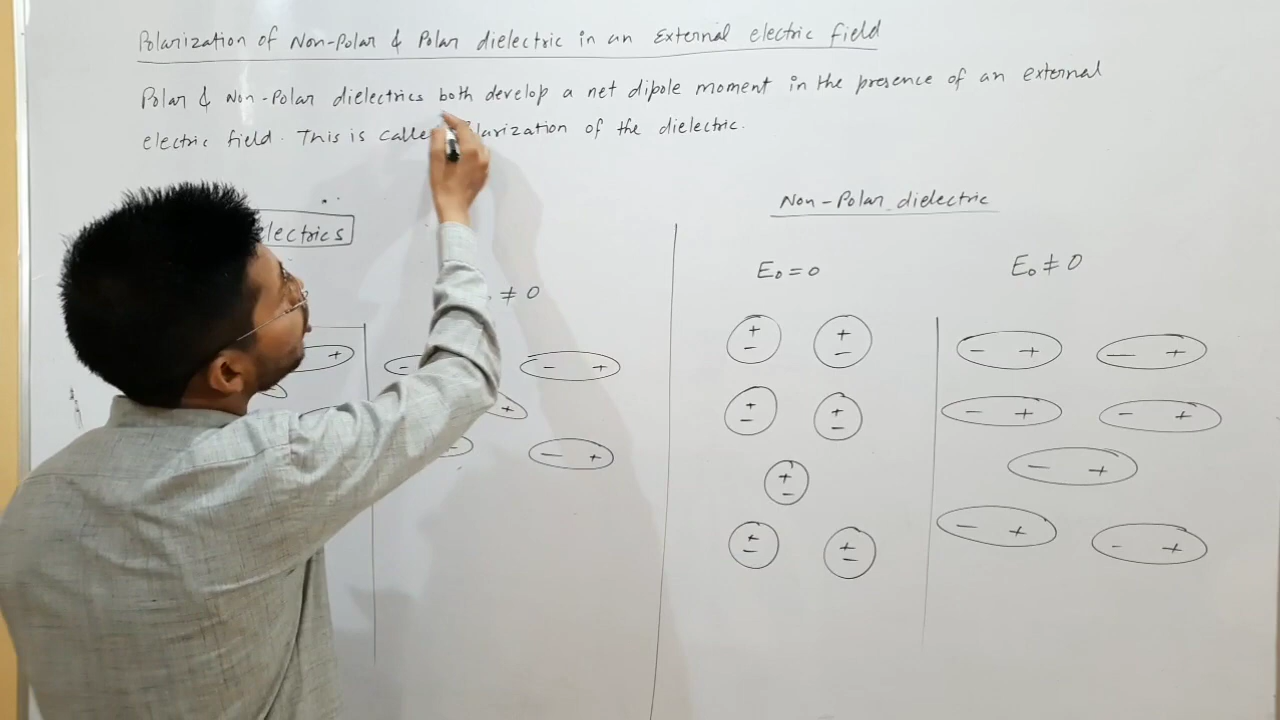 Polarization of Non-Polar & Polar dielectric in an External electric field
Polar & Non-Polar dielectrics both develop a net dipole moment in the presence of an external
electric field. This is called Polarization of the dielectric.
Non-Polar dielectric
E₀ = 0
E₀ ≠ 0
≠ 0